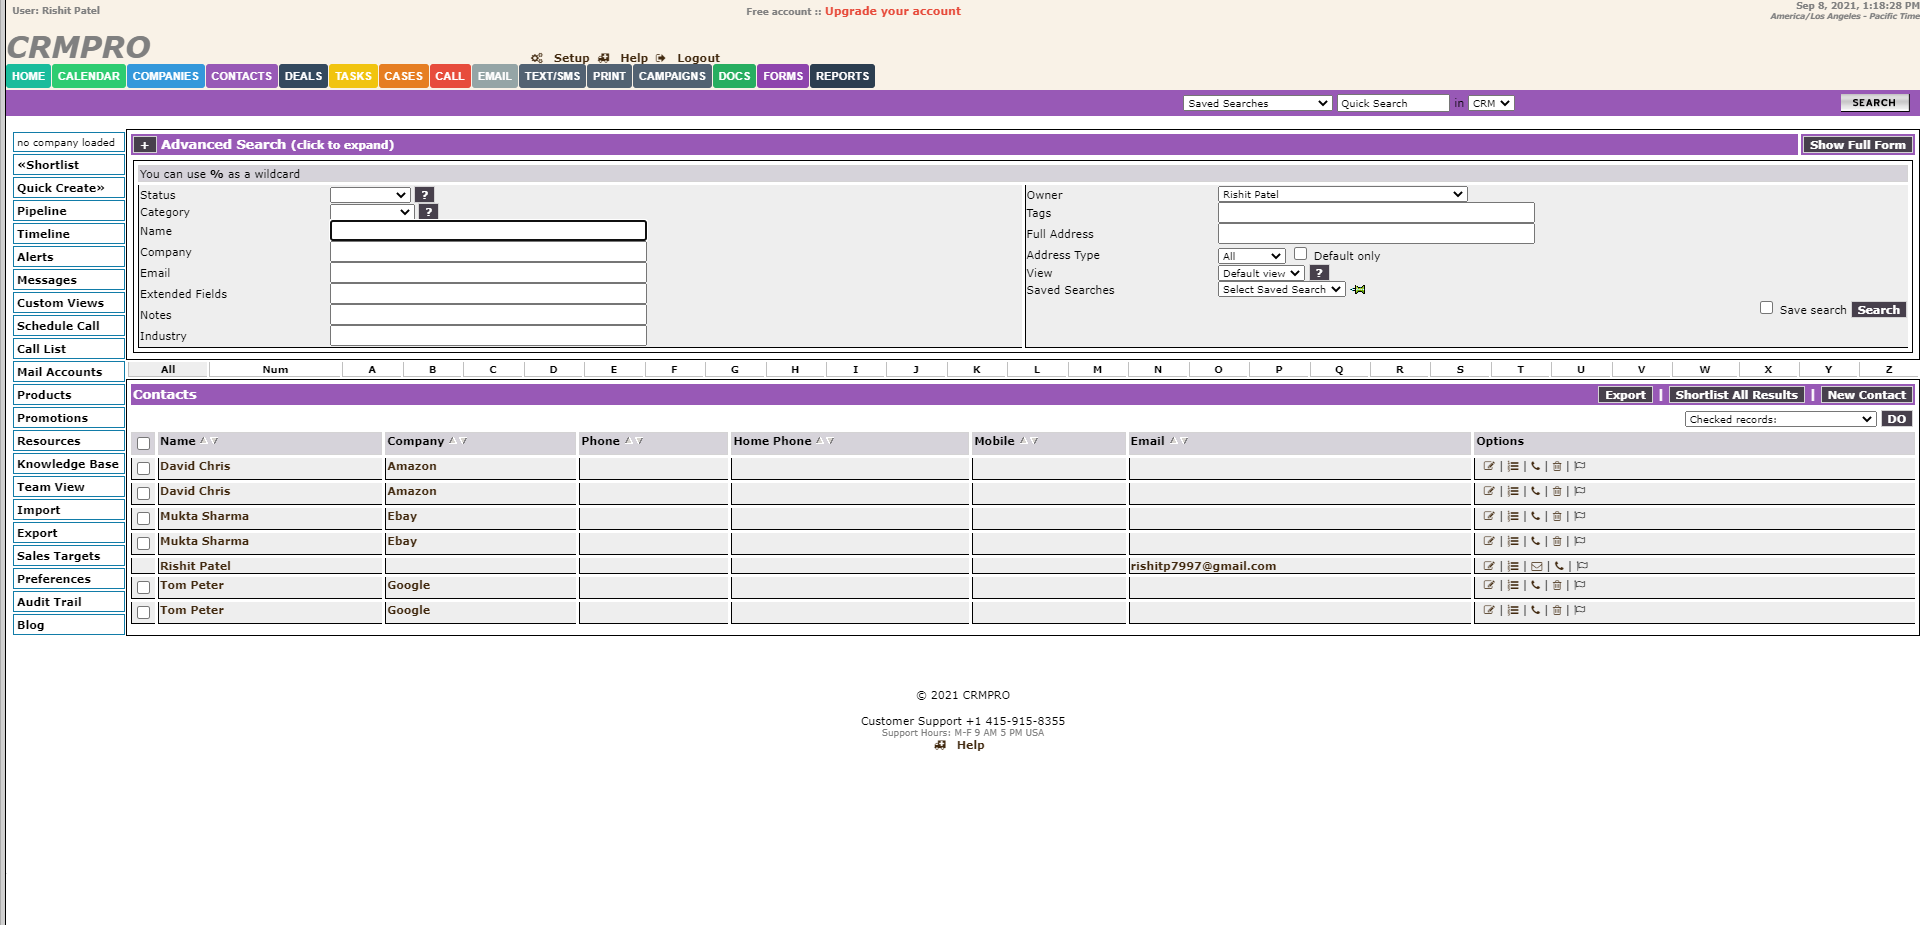 User: Rishit Patel
Free account :: Upgrade your account
Sep 8, 2021, 1:18:28 PM
America/Los Angeles - Pacific Time
CRMPRO
Setup Help Logout
HOME CALENDAR COMPANIES CONTACTS DEALS TASKS CASES CALL EMAIL TEXT/SMS PRINT CAMPAIGNS DOCS FORMS REPORTS
Saved Searches Quick Search in CRM SEARCH
no company loaded
«Shortlist
Quick Create»
Pipeline
Timeline
Alerts
Messages
Custom Views
Schedule Call
Call List
Mail Accounts
Products
Promotions
Resources
Knowledge Base
Team View
Import
Export
Sales Targets
Preferences
Audit Trail
Blog
+ Advanced Search (click to expand) Show Full Form
You can use % as a wildcard
Status ?
Category ?
Name
Company
Email
Extended Fields
Notes
Industry
Owner Rishit Patel
Tags
Full Address
Address Type All Default only
View Default view ?
Saved Searches Select Saved Search
Save search Search
All Num A B C D E F G H I J K L M N O P Q R S T U V W X Y Z
Contacts Export | Shortlist All Results | New Contact
Checked records: DO
Name Company Phone Home Phone Mobile Email Options
David Chris Amazon | | | |
David Chris Amazon | | | |
Mukta Sharma Ebay | | | |
Mukta Sharma Ebay | | | |
Rishit Patel rishitp7997@gmail.com | | | |
Tom Peter Google | | | |
Tom Peter Google | | | |
© 2021 CRMPRO
Customer Support +1 415-915-8355
Support Hours: M-F 9 AM 5 PM USA
Help